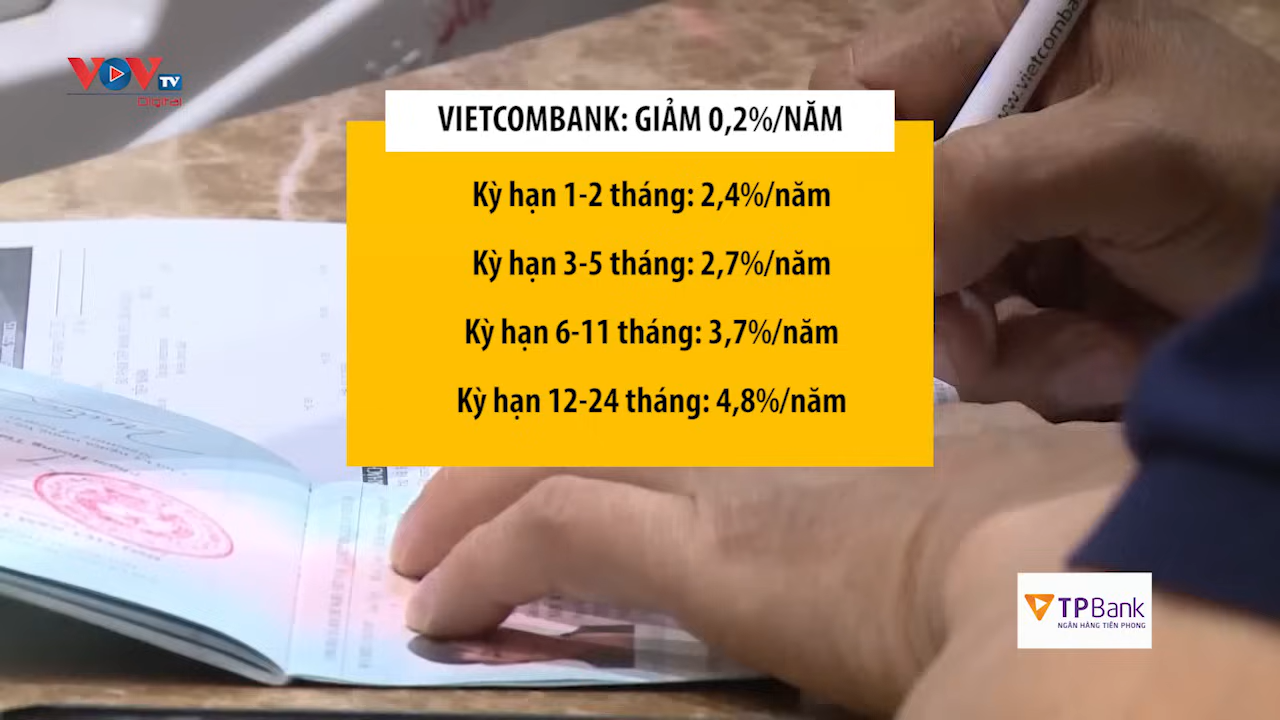 VOV TV
Digital
www.vietcomba
VIETCOMBANK: GIẢM 0,2%/NĂM
Kỳ hạn 1-2 tháng: 2,4%/năm
Kỳ hạn 3-5 tháng: 2,7%/năm
Kỳ hạn 6-11 tháng: 3,7%/năm
Kỳ hạn 12-24 tháng: 4,8%/năm
TPBank
NGÂN HÀNG TIÊN PHONG